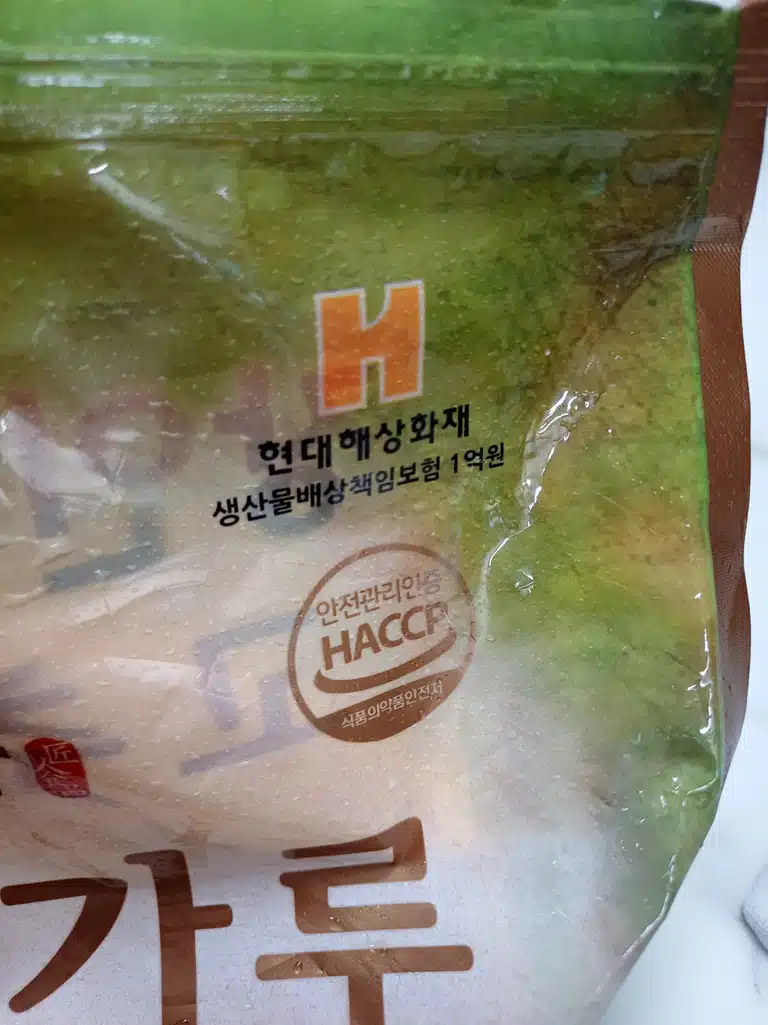 H
현대해상화재
생산물배상책임보험 1억원
안전관리인증
HACCP
식품의약품안전처
가루